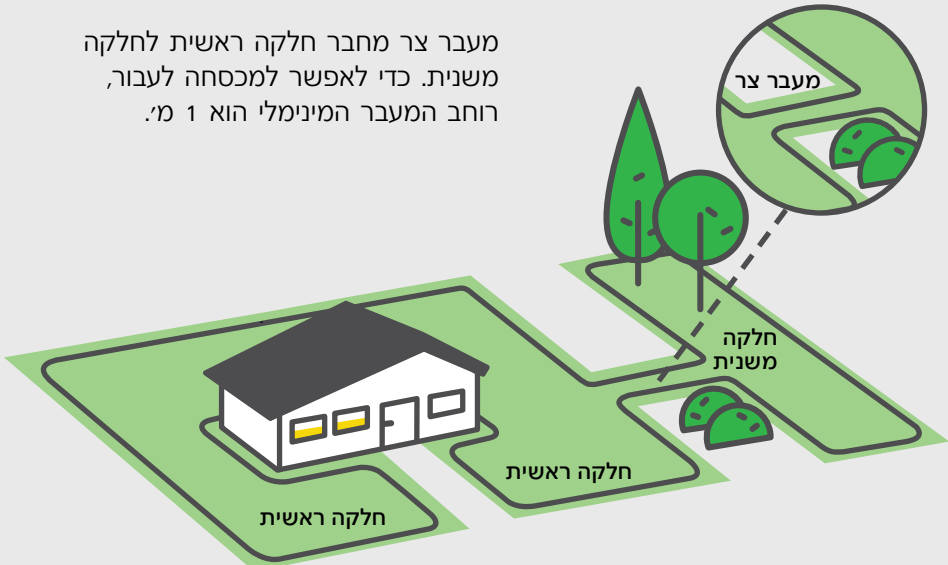 מעבר צר מחבר חלקה ראשית לחלקה
משנית. כדי לאפשר למכסחה לעבור,
רוחב המעבר המינימלי הוא 1 מ׳.
מעבר צר
חלקה
משנית
חלקה ראשית
חלקה ראשית